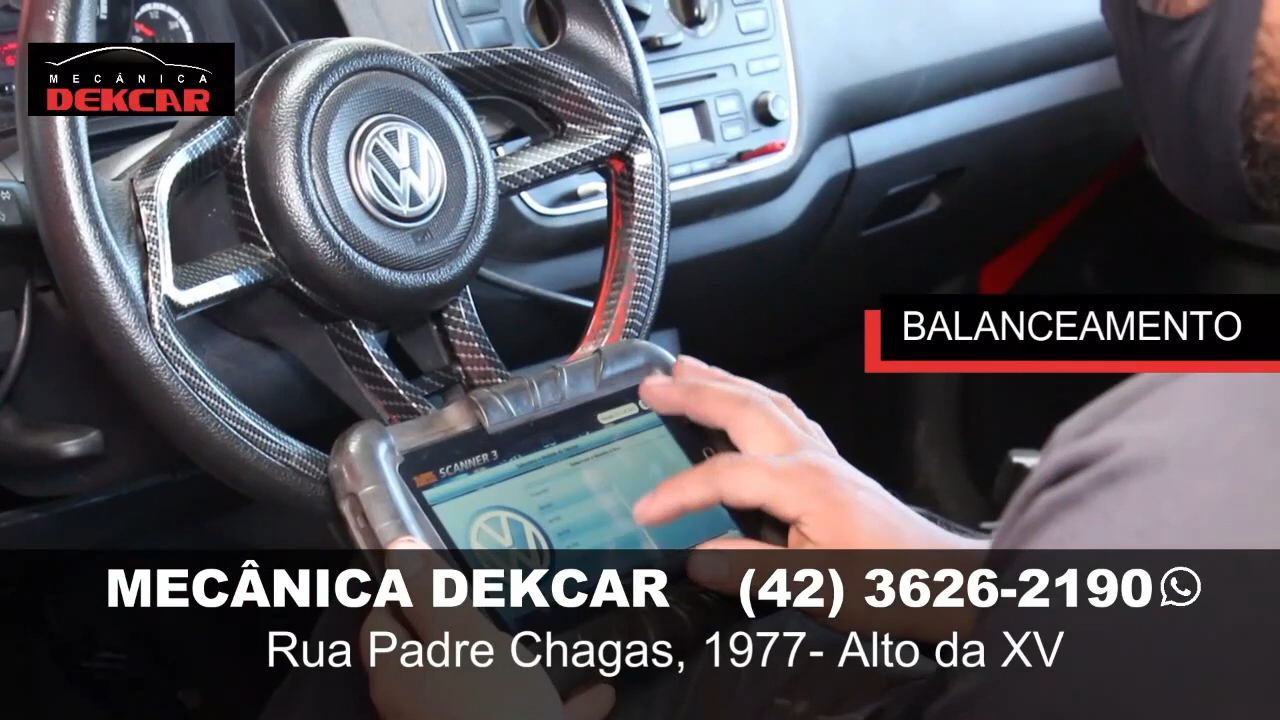 MECÂNICA
DEKCAR
BALANCEAMENTO
SCANNER 3
MECÂNICA DEKCAR (42) 3626-2190
Rua Padre Chagas, 1977- Alto da XV